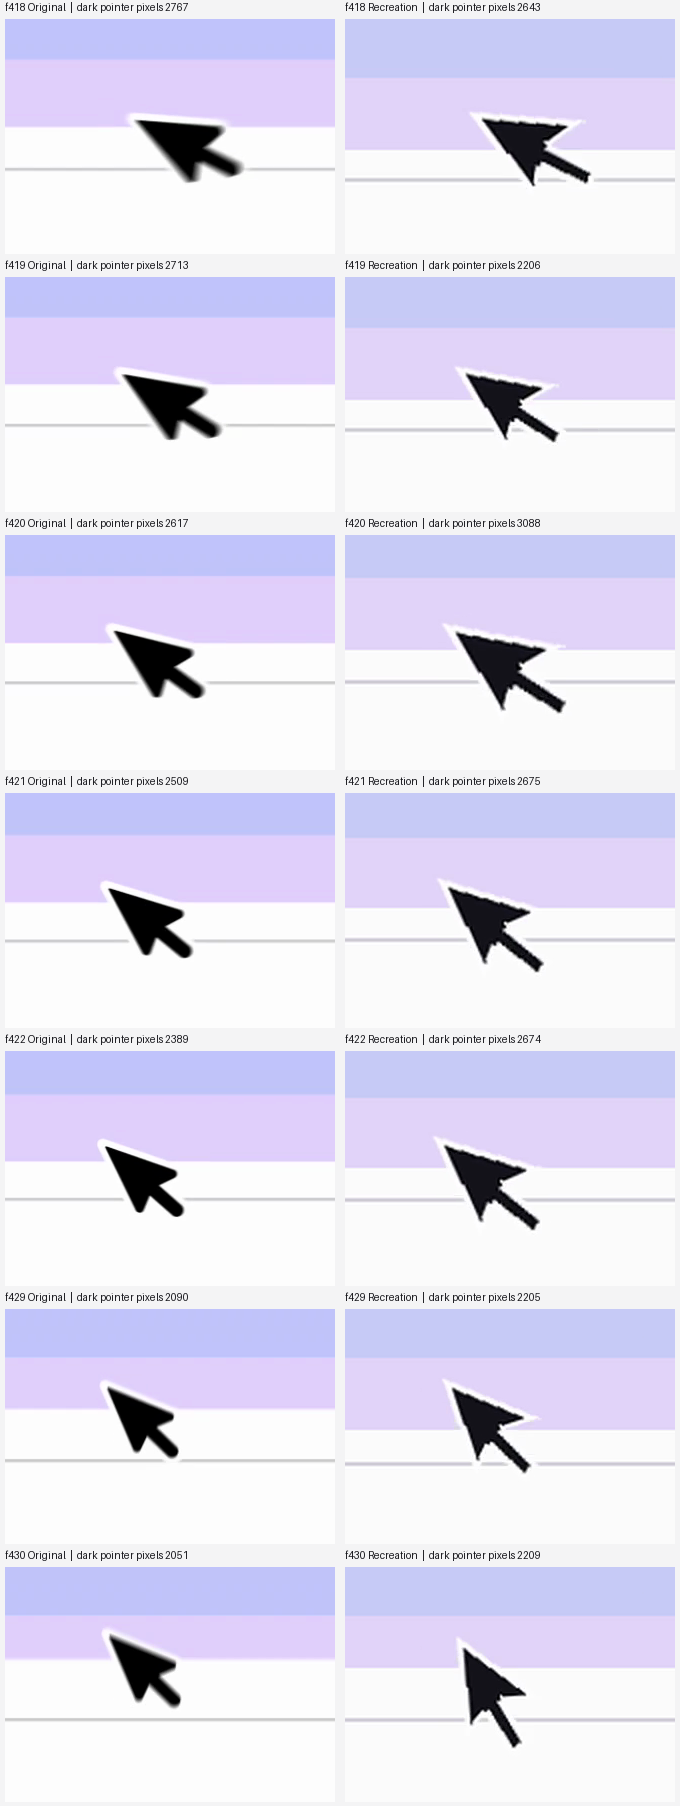 f418 Original | dark pointer pixels 2767
f418 Recreation | dark pointer pixels 2643
f419 Original | dark pointer pixels 2713
f419 Recreation | dark pointer pixels 2206
f420 Original | dark pointer pixels 2617
f420 Recreation | dark pointer pixels 3088
f421 Original | dark pointer pixels 2509
f421 Recreation | dark pointer pixels 2675
f422 Original | dark pointer pixels 2389
f422 Recreation | dark pointer pixels 2674
f429 Original | dark pointer pixels 2090
f429 Recreation | dark pointer pixels 2205
f430 Original | dark pointer pixels 2051
f430 Recreation | dark pointer pixels 2209